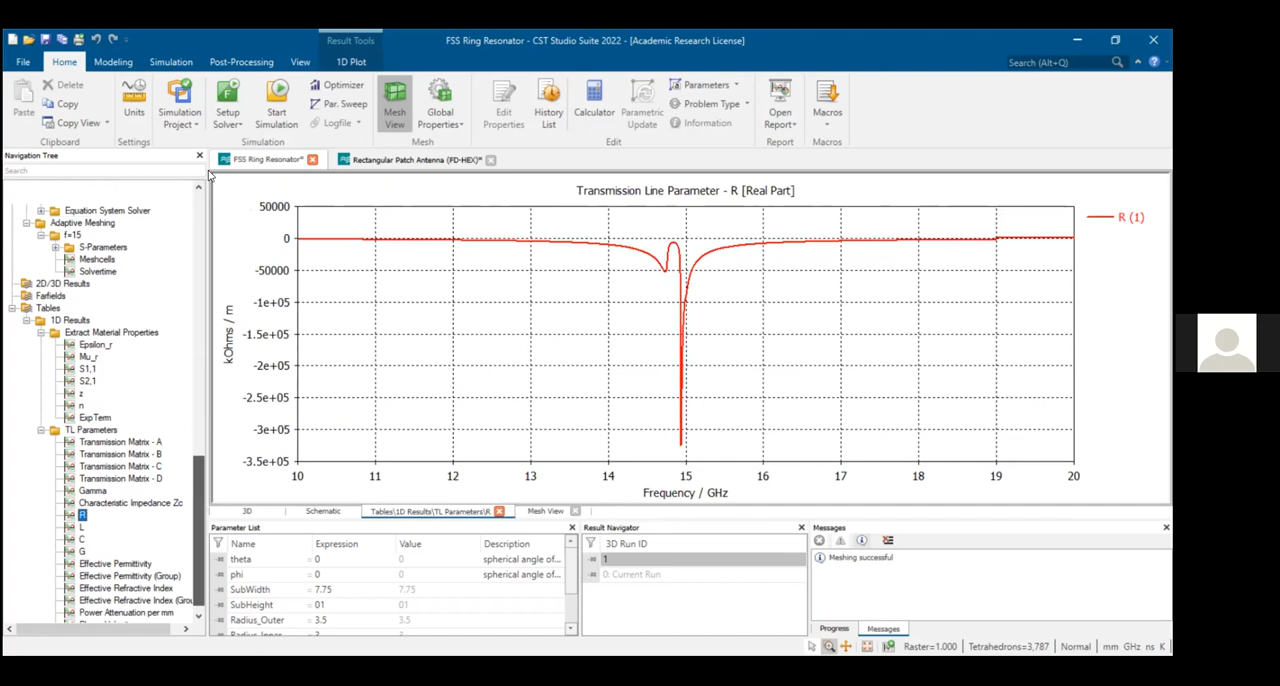 Result Tools
FSS Ring Resonator - CST Studio Suite 2022 - [Academic Research License]
File Home Modeling Simulation Post-Processing View 1D Plot Search (Alt+Q)
Paste
Delete
Copy
Copy View
Clipboard
Units
Settings
Simulation Project
Setup Solver
Start Simulation
Optimizer
Par. Sweep
Logfile
Simulation
Mesh View
Global Properties
Mesh
Edit Properties
History List
Calculator
Parametric Update
Parameters
Problem Type
Information
Edit
Open Report
Report
Macros
Macros
Navigation Tree
Search
FSS Ring Resonator*
Rectangular Patch Antenna (FD-HEX)*
Equation System Solver
Adaptive Meshing
f=15
S-Parameters
Meshcells
Solvertime
2D/3D Results
Farfields
Tables
1D Results
Extract Material Properties
Epsilon_r
Mu_r
S1,1
S2,1
z
n
ExpTerm
TL Parameters
Transmission Matrix - A
Transmission Matrix - B
Transmission Matrix - C
Transmission Matrix - D
Gamma
Characteristic Impedance Zc
R
L
C
G
Effective Permittivity
Effective Permittivity (Group)
Effective Refractive Index
Effective Refractive Index (Grou
Power Attenuation per mm
Transmission Line Parameter - R [Real Part]
R (1)
50000
0
-50000
-1e+05
-1.5e+05
-2e+05
-2.5e+05
-3e+05
-3.5e+05
kOhms / m
10 11 12 13 14 15 16 17 18 19 20
Frequency / GHz
3D Schematic Tables\1D Results\TL Parameters\R Mesh View
Parameter List
Name Expression Value Description
theta = 0 0 spherical angle of...
phi = 0 0 spherical angle of...
SubWidth = 7.75 7.75
SubHeight = 01 01
Radius_Outer = 3.5 3.5
Result Navigator
3D Run ID
1
0: Current Run
Messages
Meshing successful
Progress Messages
Raster=1.000 Tetrahedrons=3,787 Normal mm GHz ns K